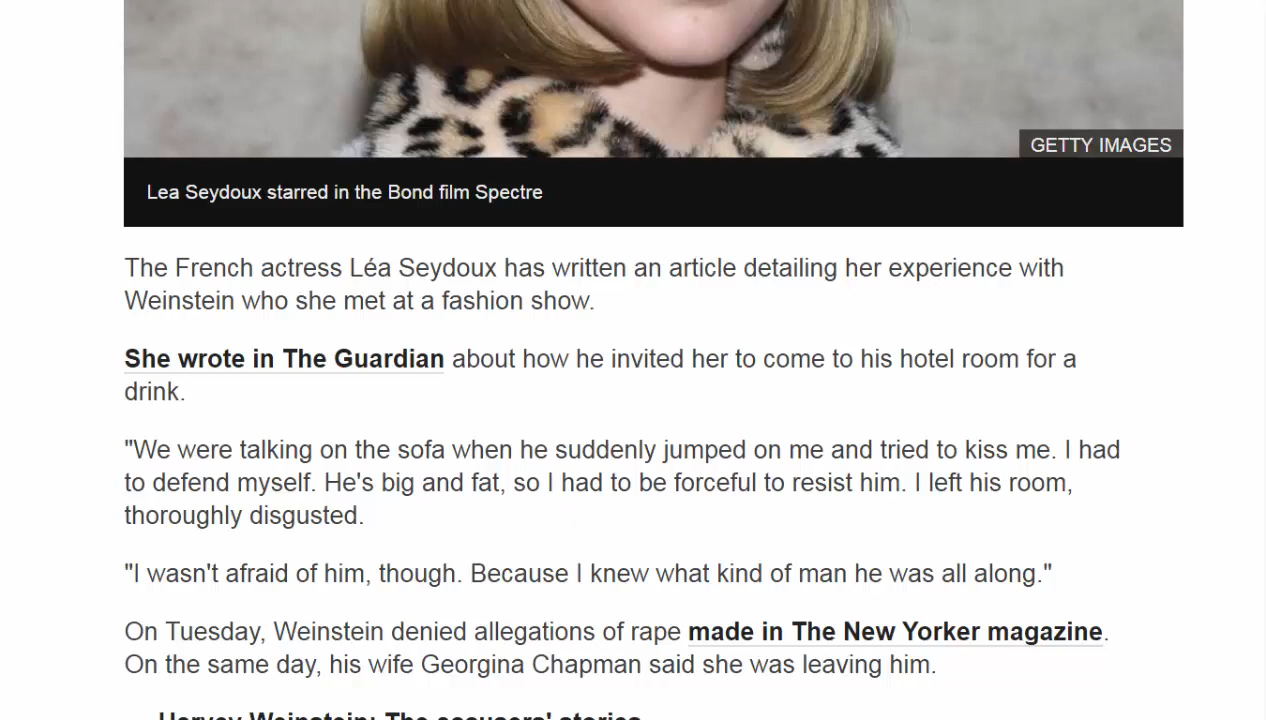 GETTY IMAGES
Lea Seydoux starred in the Bond film Spectre
The French actress Léa Seydoux has written an article detailing her experience with
Weinstein who she met at a fashion show.
She wrote in The Guardian about how he invited her to come to his hotel room for a
drink.
"We were talking on the sofa when he suddenly jumped on me and tried to kiss me. I had
to defend myself. He's big and fat, so I had to be forceful to resist him. I left his room,
thoroughly disgusted.
"I wasn't afraid of him, though. Because I knew what kind of man he was all along."
On Tuesday, Weinstein denied allegations of rape made in The New Yorker magazine.
On the same day, his wife Georgina Chapman said she was leaving him.
Harvey Weinstein: The accusers' stories